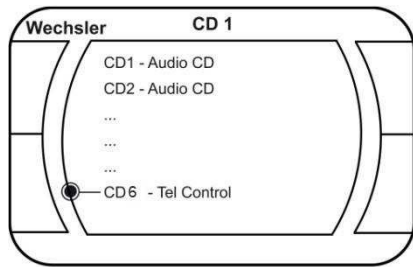 Wechsler CD 1
CD1 - Audio CD
CD2 - Audio CD
...
...
...
CD6 - Tel Control